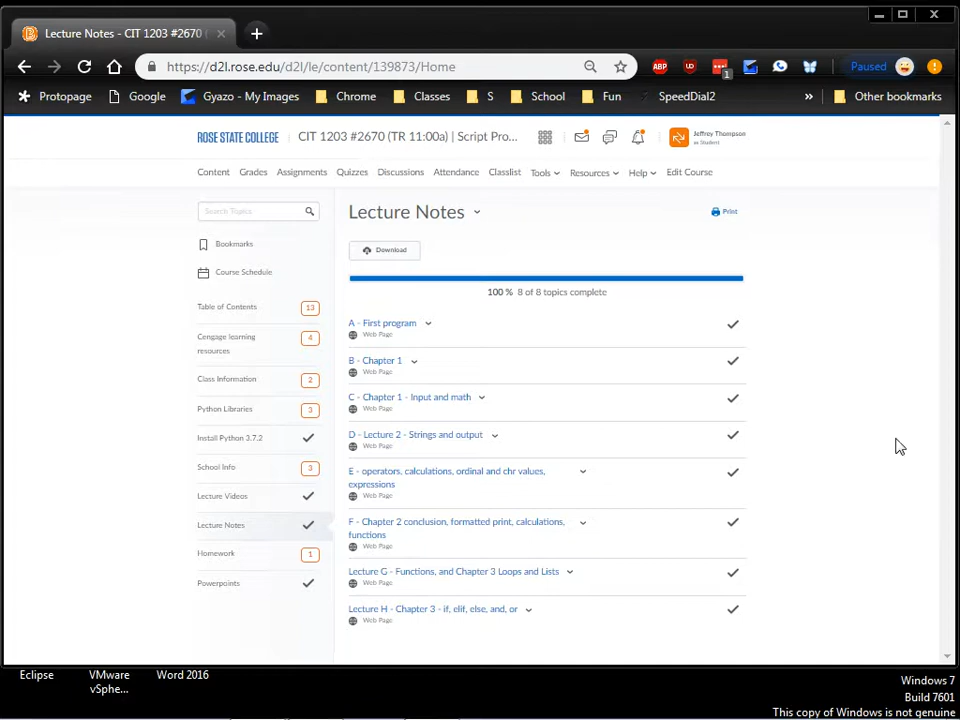 Lecture Notes - CIT 1203 #2670 (
https://d2l.rose.edu/d2l/le/content/139873/Home
ABP
UD
1
Paused
Protopage
Google
Gyazo - My Images
Chrome
Classes
S
School
Fun
SpeedDial2
»
Other bookmarks
ROSE STATE COLLEGE
CIT 1203 #2670 (TR 11:00a) | Script Pro...
Jeffrey Thompson
as Student
Content
Grades
Assignments
Quizzes
Discussions
Attendance
Classlist
Tools
Resources
Help
Edit Course
Search Topics
Bookmarks
Course Schedule
Table of Contents 13
Cengage learning
resources 4
Class Information 2
Python Libraries 3
Install Python 3.7.2
School Info 3
Lecture Videos
Lecture Notes
Homework 1
Powerpoints
Lecture Notes
Print
Download
100 % 8 of 8 topics complete
A - First program
Web Page
B - Chapter 1
Web Page
C - Chapter 1 - Input and math
Web Page
D - Lecture 2 - Strings and output
Web Page
E - operators, calculations, ordinal and chr values,
expressions
Web Page
F - Chapter 2 conclusion, formatted print, calculations,
functions
Web Page
Lecture G - Functions, and Chapter 3 Loops and Lists
Web Page
Lecture H - Chapter 3 - if, elif, else, and, or
Web Page
Eclipse
VMware
vSphe...
Word 2016
Windows 7
Build 7601
This copy of Windows is not genuine